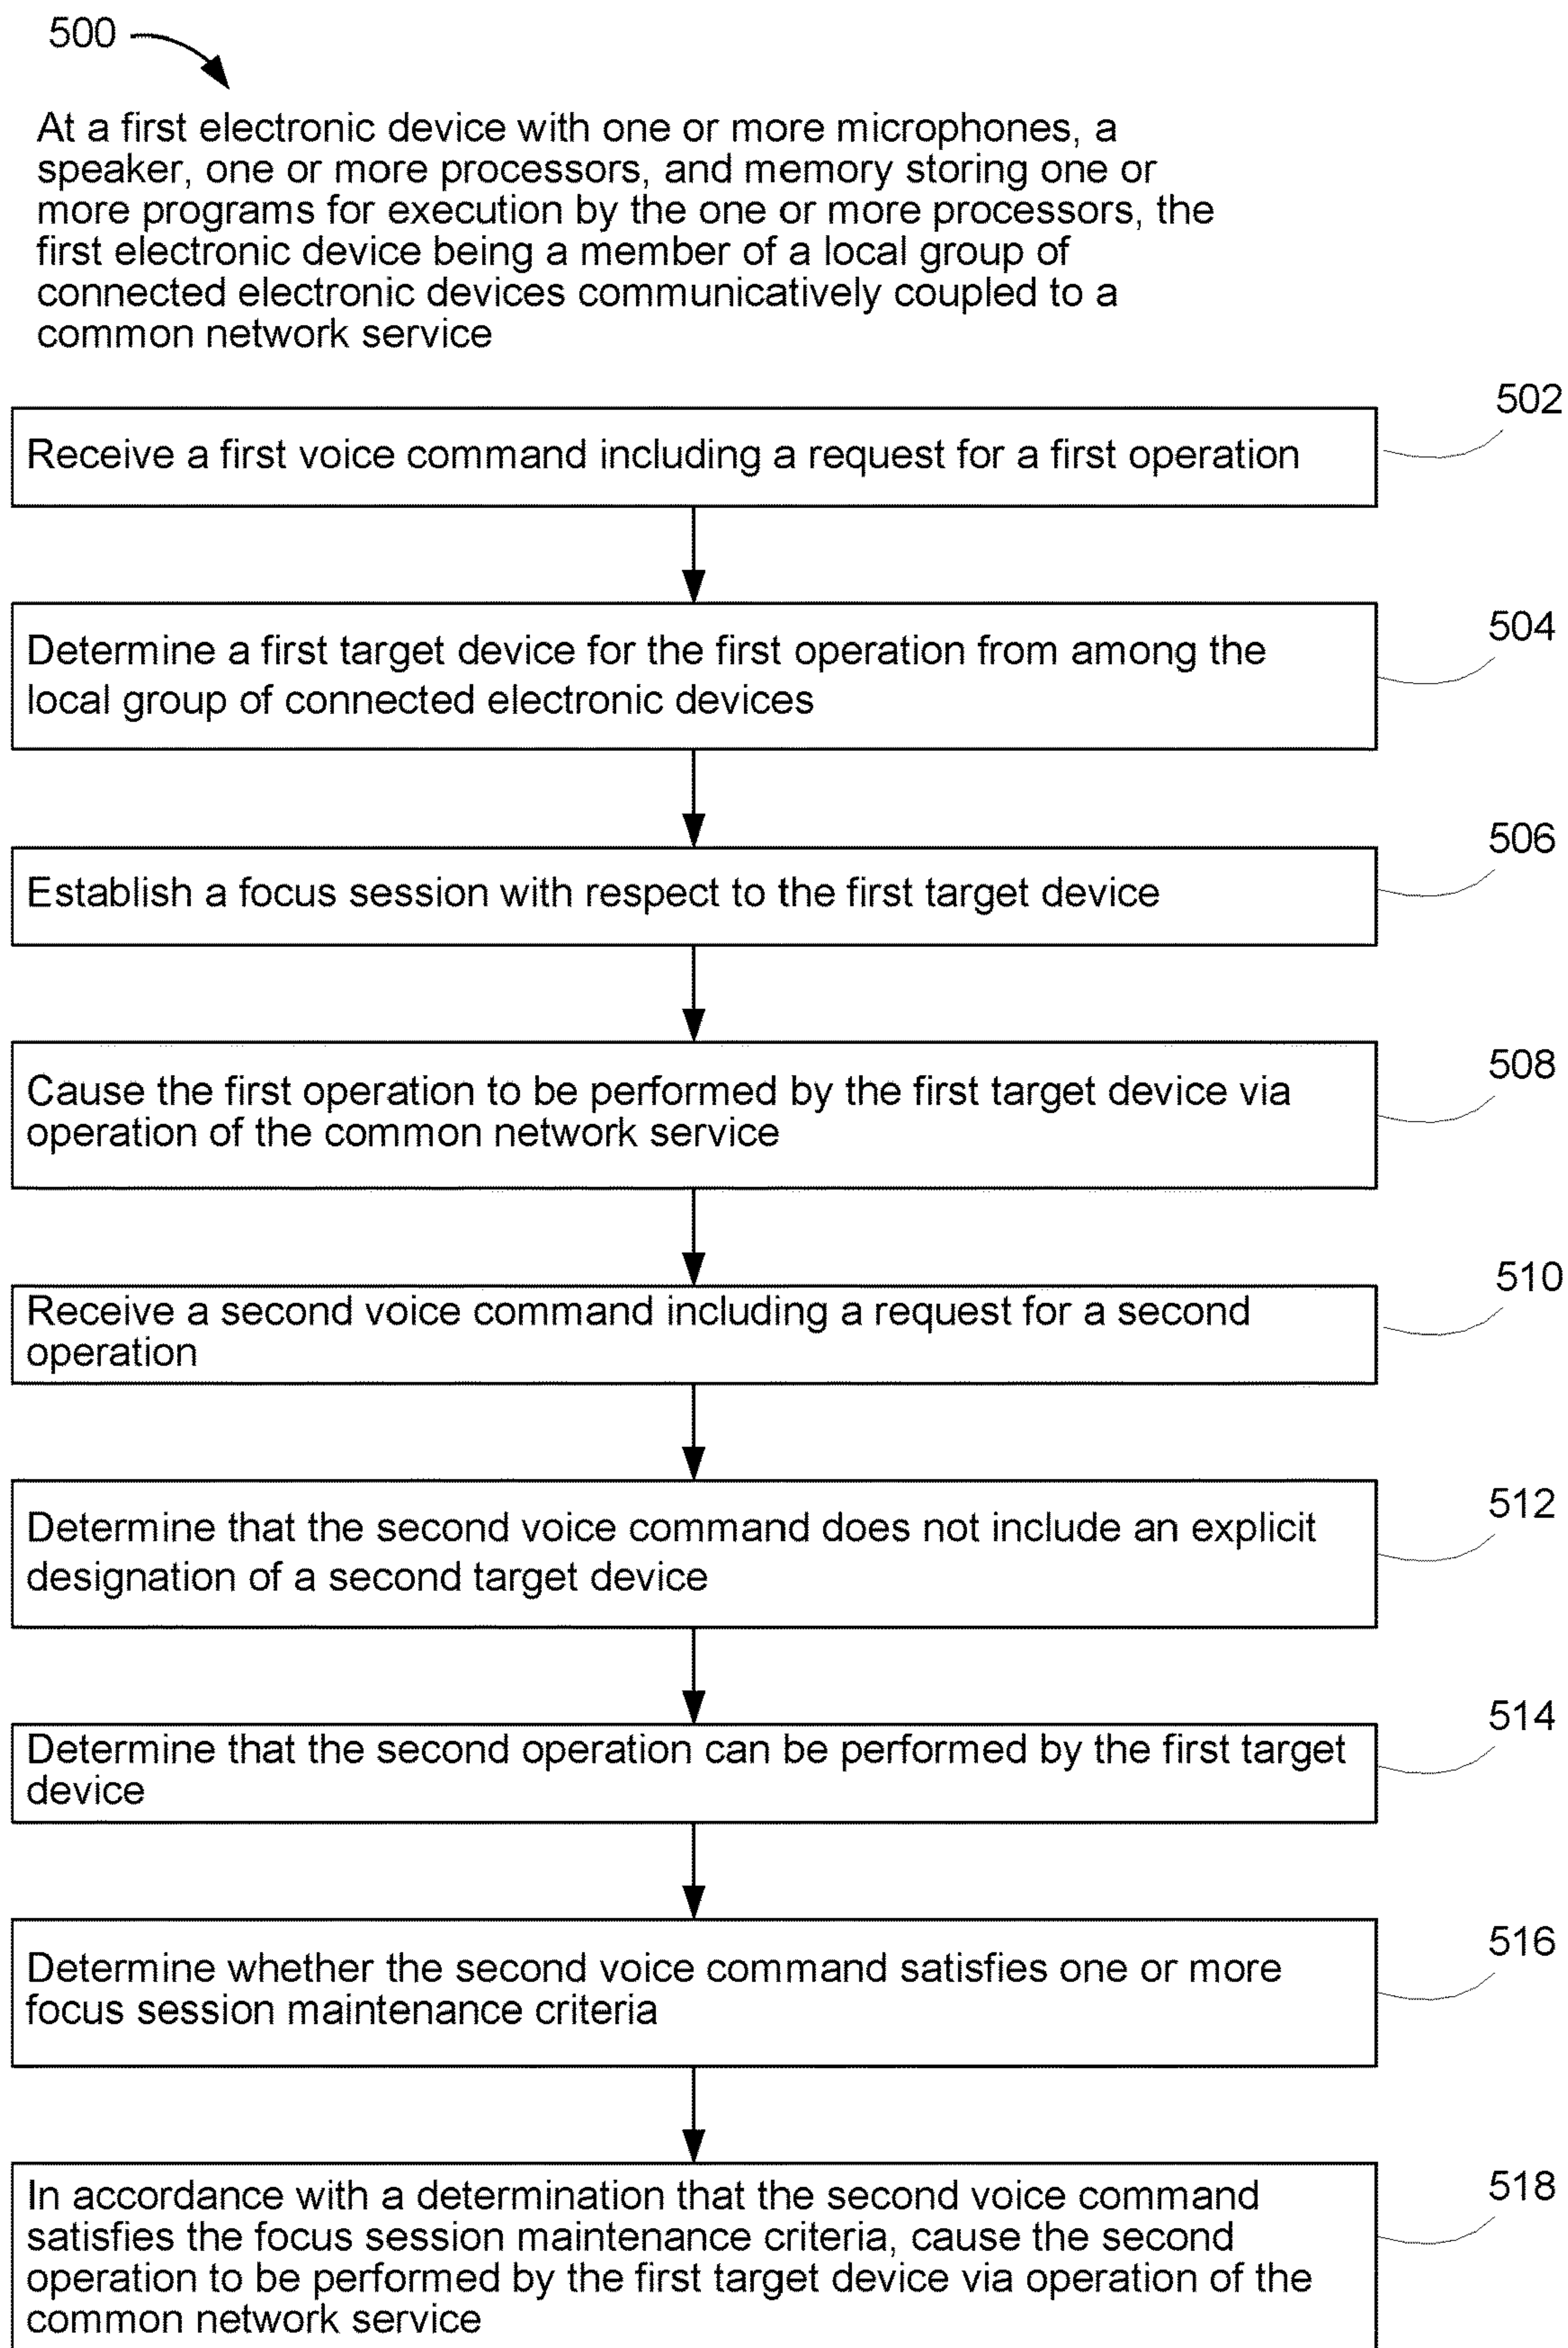 500
At a first electronic device with one or more microphones, a
speaker, one or more processors, and memory storing one or
more programs for execution by the one or more processors, the
first electronic device being a member of a local group of
connected electronic devices communicatively coupled to a
common network service
502
Receive a first voice command including a request for a first operation
504
Determine a first target device for the first operation from among the
local group of connected electronic devices
506
Establish a focus session with respect to the first target device
508
Cause the first operation to be performed by the first target device via
operation of the common network service
510
Receive a second voice command including a request for a second
operation
512
Determine that the second voice command does not include an explicit
designation of a second target device
514
Determine that the second operation can be performed by the first target
device
516
Determine whether the second voice command satisfies one or more
focus session maintenance criteria
518
In accordance with a determination that the second voice command
satisfies the focus session maintenance criteria, cause the second
operation to be performed by the first target device via operation of the
common network service